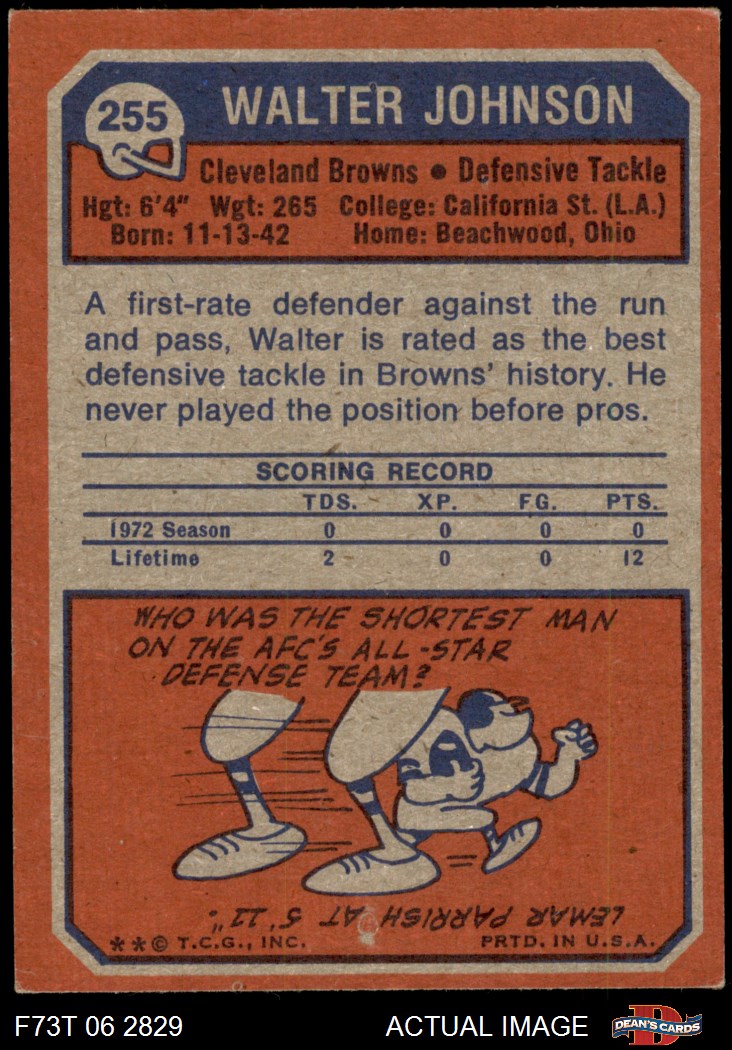 255
WALTER JOHNSON
Cleveland Browns ● Defensive Tackle
Hgt: 6'4" Wgt: 265 College: California St. (L.A.)
Born: 11-13-42 Home: Beachwood, Ohio
A first-rate defender against the run
and pass, Walter is rated as the best
defensive tackle in Browns' history. He
never played the position before pros.
SCORING RECORD
TDS. XP. FG. PTS.
1972 Season 0 0 0 0
Lifetime 2 0 0 12
WHO WAS THE SHORTEST MAN
ON THE AFC'S ALL-STAR
DEFENSE TEAM?
LEMAR PARRISH AT 5' 11".
**© T.C.G., INC. PRTD. IN U.S.A.
F73T 06 2829 ACTUAL IMAGE
D
DEAN'S CARDS